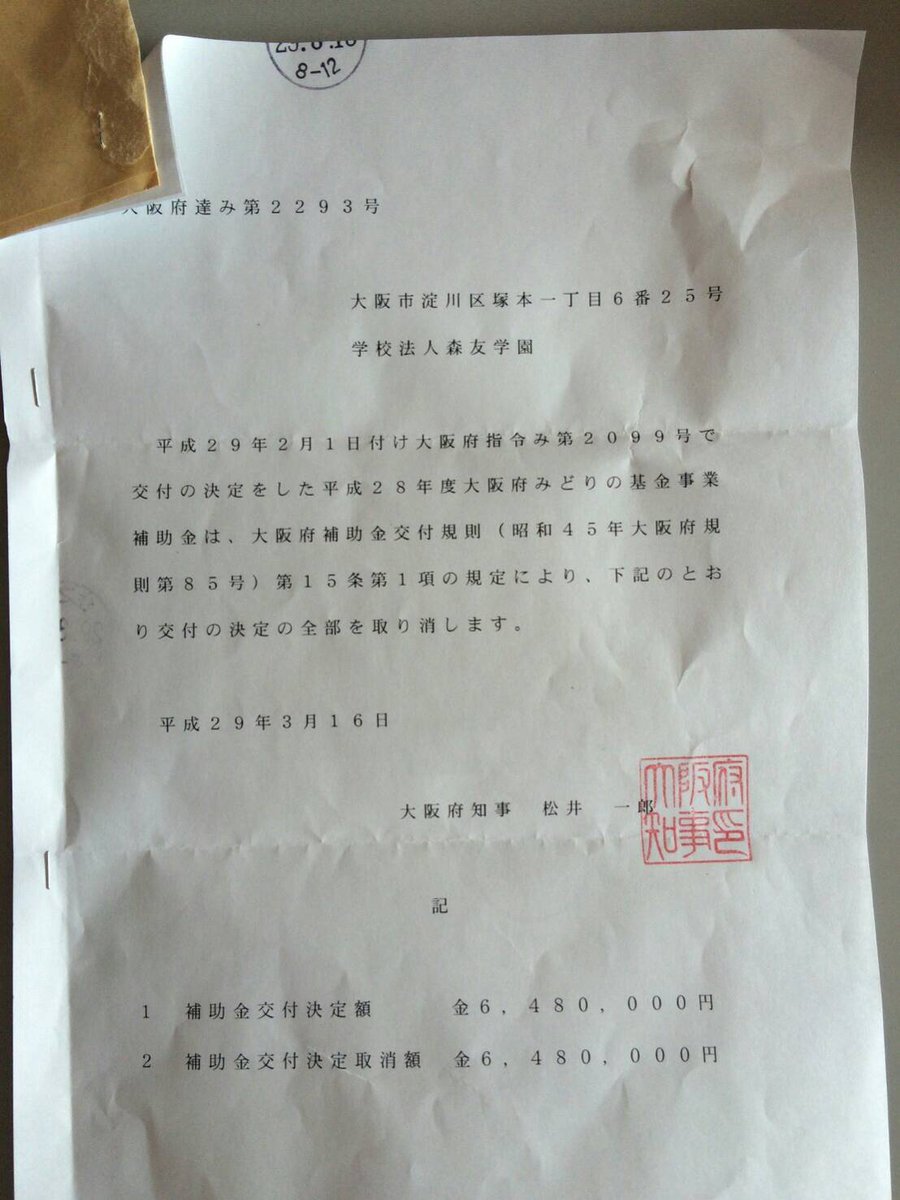 8-12
大阪府達み第2293号
大阪市淀川区塚本一丁目6番25号
学校法人森友学園
平成29年2月1日付け大阪府指令み第2099号で
交付の決定をした平成28年度大阪府みどりの基金事業
補助金は、大阪府補助金交付規則(昭和45年大阪府規
則第85号)第15条第1項の規定により、下記のとお
り交付の決定の全部を取り消します。
平成29年3月16日
大阪府知事 松井 一郎
大阪府
知事印
記
1 補助金交付決定額 金6,480,000円
2 補助金交付決定取消額 金6,480,000円